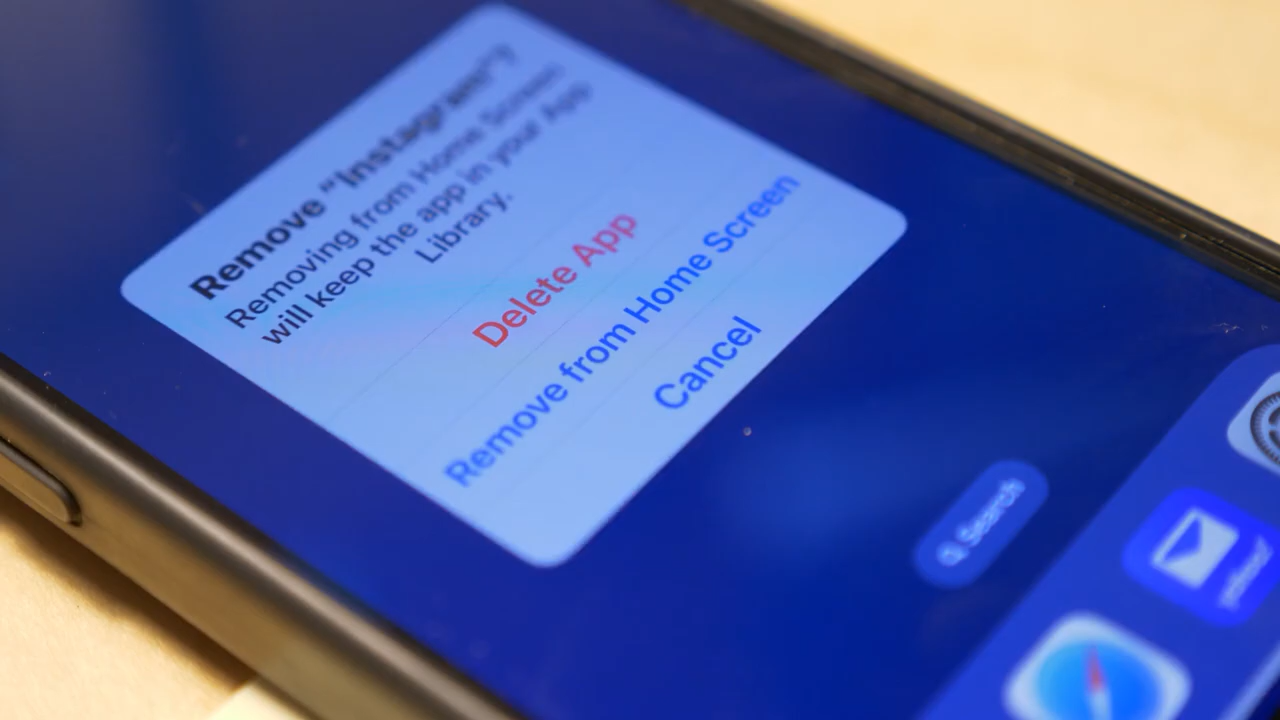 Remove “Instagram”?
Removing from Home Screen
will keep the app in your App
Library.
Delete App
Remove from Home Screen
Cancel
Search
yahoo!